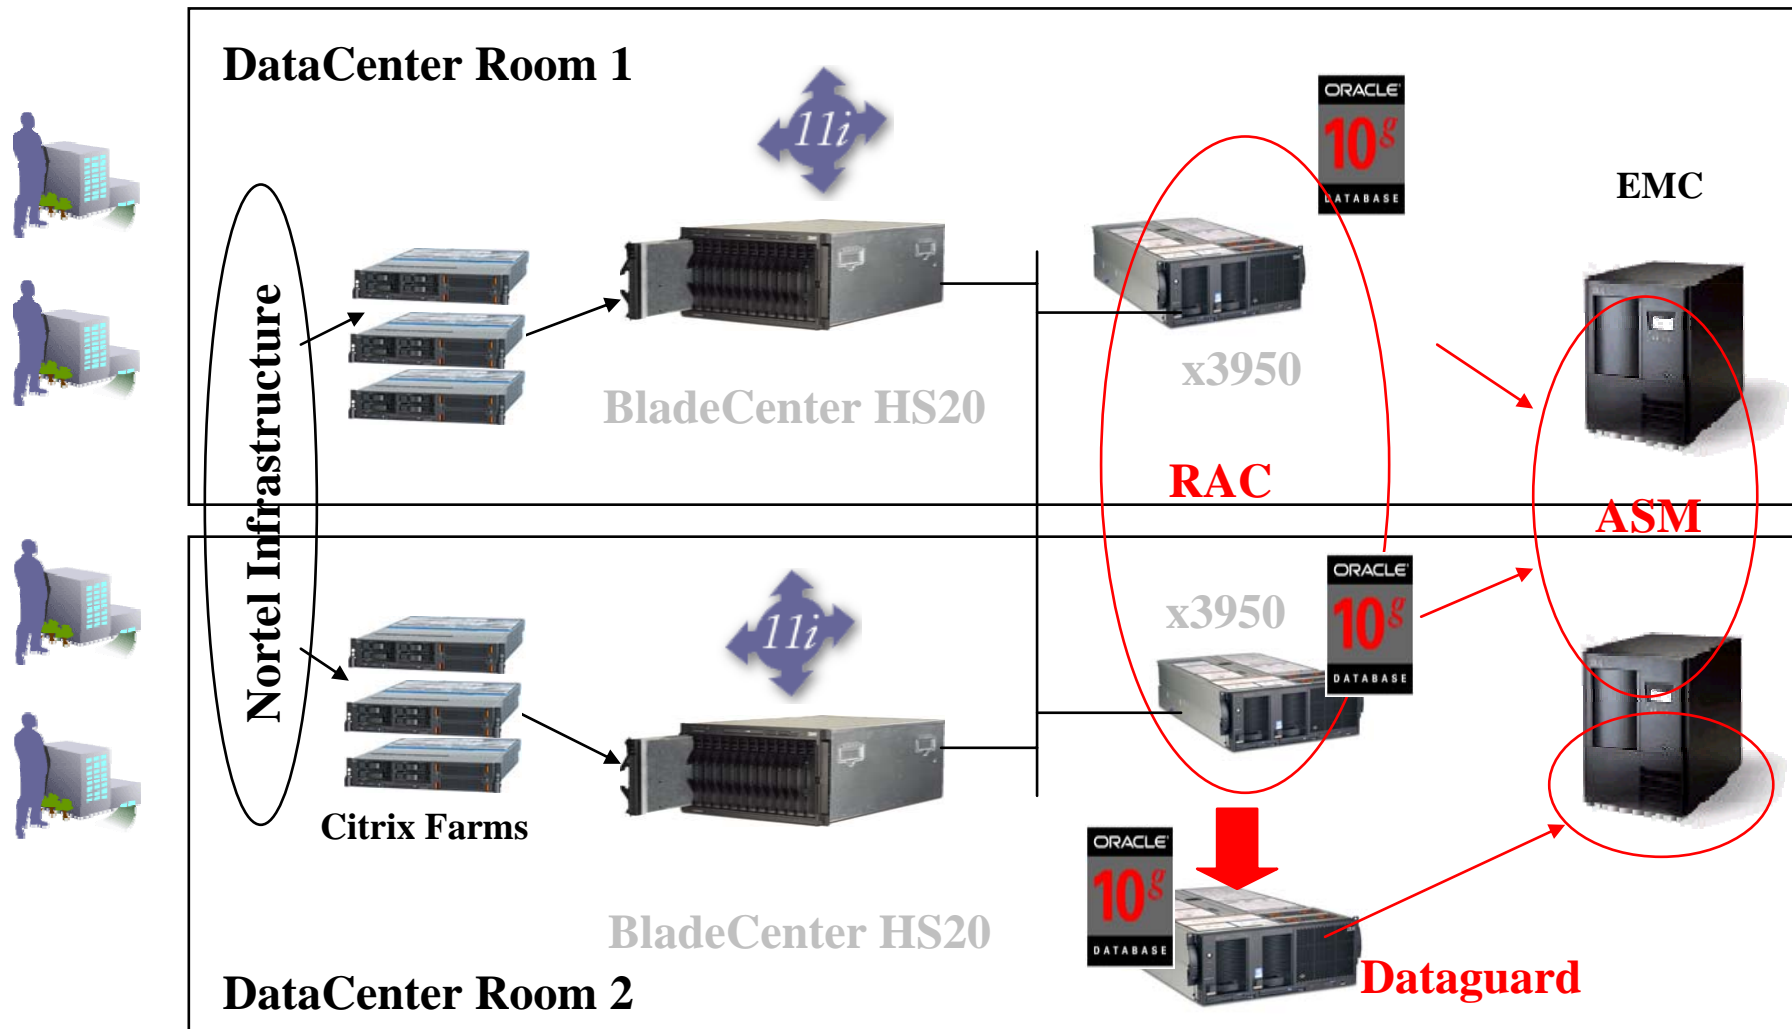 DataCenter Room 1
11i
ORACLE
10g
DATABASE
EMC
Nortel Infrastructure
BladeCenter HS20
x3950
RAC
ASM
11i
x3950
ORACLE
10g
DATABASE
Citrix Farms
ORACLE
10g
DATABASE
BladeCenter HS20
Dataguard
DataCenter Room 2